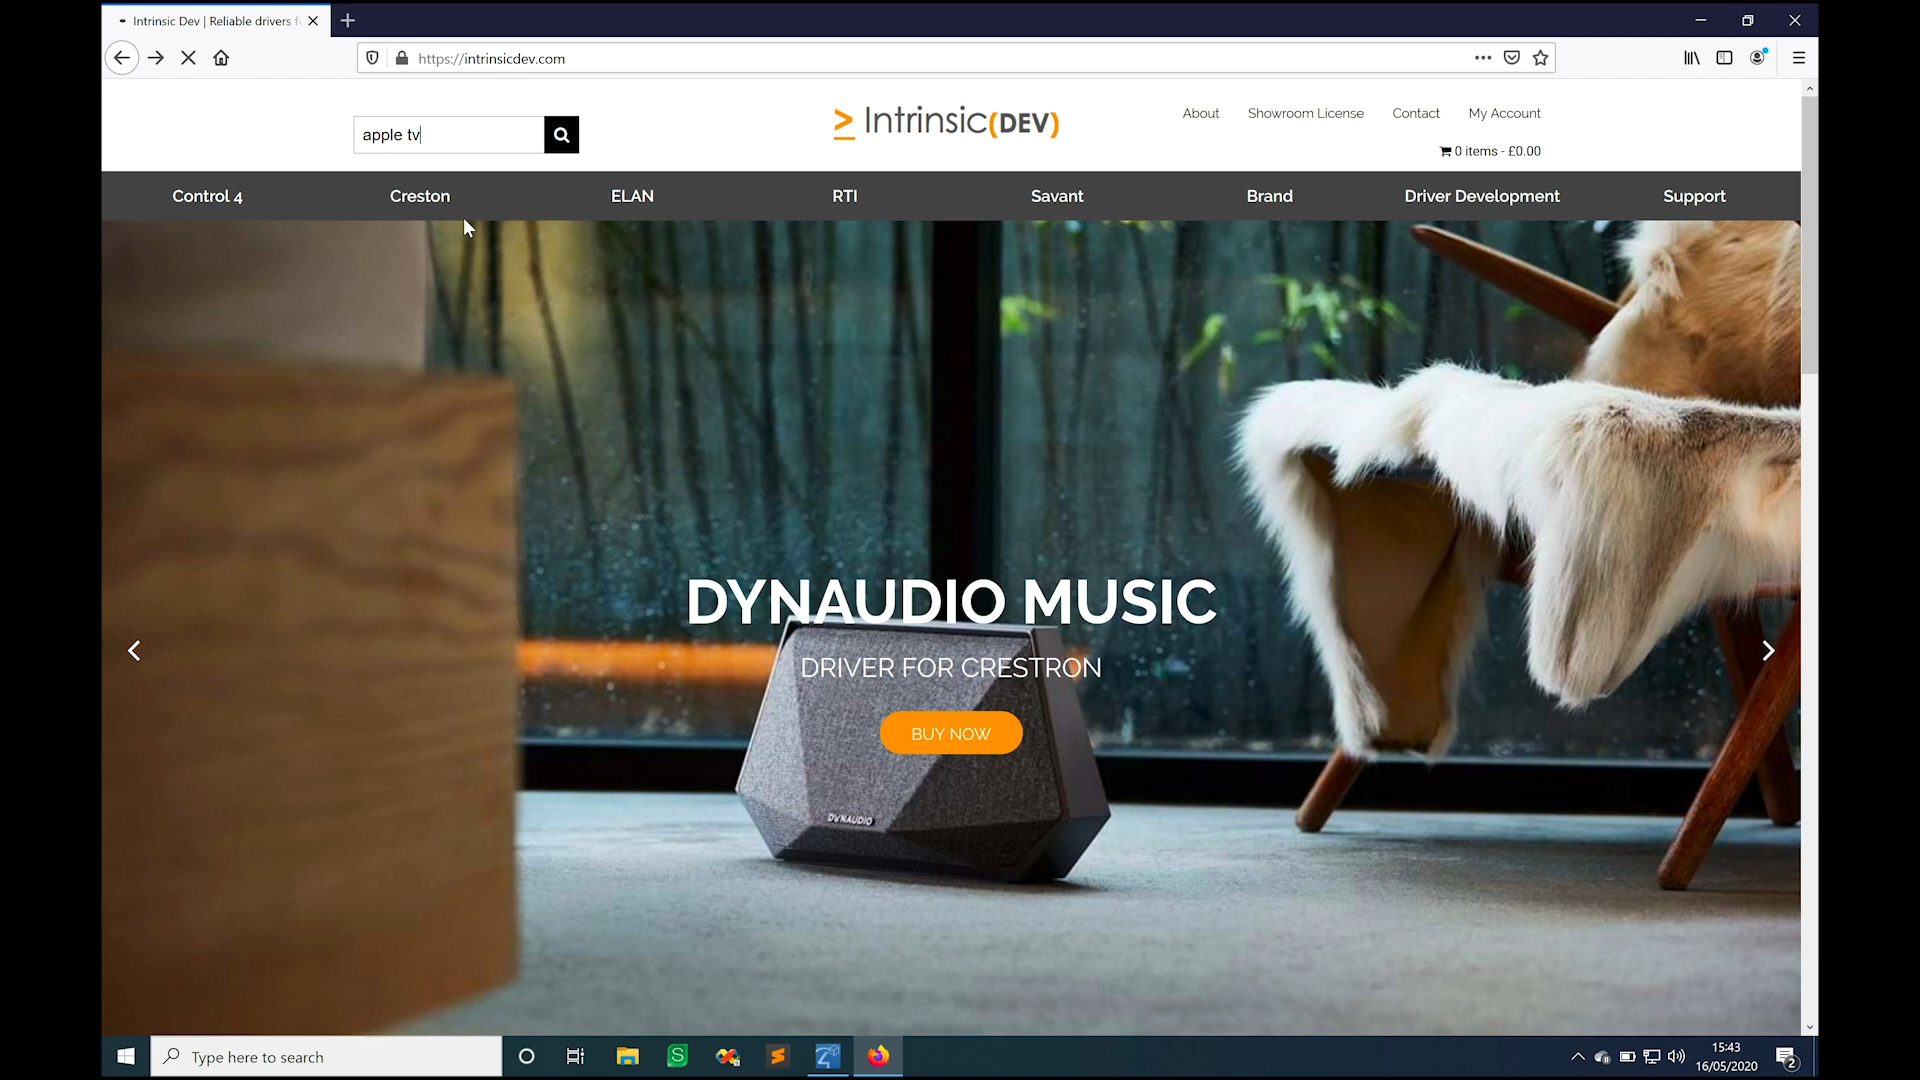 Intrinsic Dev | Reliable drivers f
https://intrinsicdev.com
apple tv
Intrinsic(DEV)
About
Showroom License
Contact
My Account
0 items - £0.00
Control 4
Creston
ELAN
RTI
Savant
Brand
Driver Development
Support
DYNAUDIO MUSIC
DRIVER FOR CRESTRON
BUY NOW
DYNAUDIO
Type here to search
15:43
16/05/2020
2